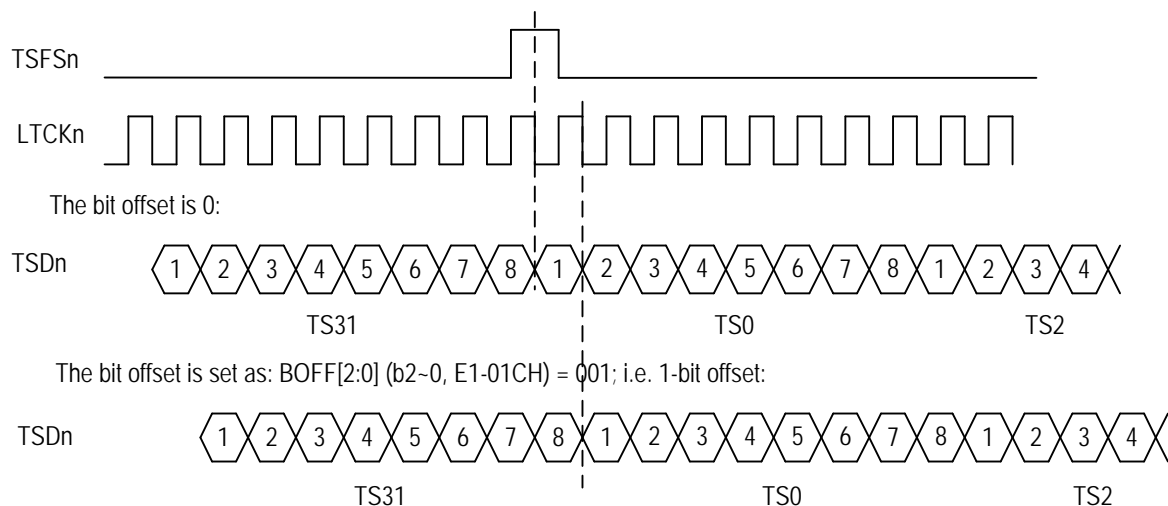 TSFSn
LTCKn
The bit offset is 0:
TSDn 1 2 3 4 5 6 7 8 1 2 3 4 5 6 7 8 1 2 3 4
TS31 TS0 TS2
The bit offset is set as: BOFF[2:0] (b2~0, E1-01CH) = 001; i.e. 1-bit offset:
TSDn 1 2 3 4 5 6 7 8 1 2 3 4 5 6 7 8 1 2 3 4
TS31 TS0 TS2